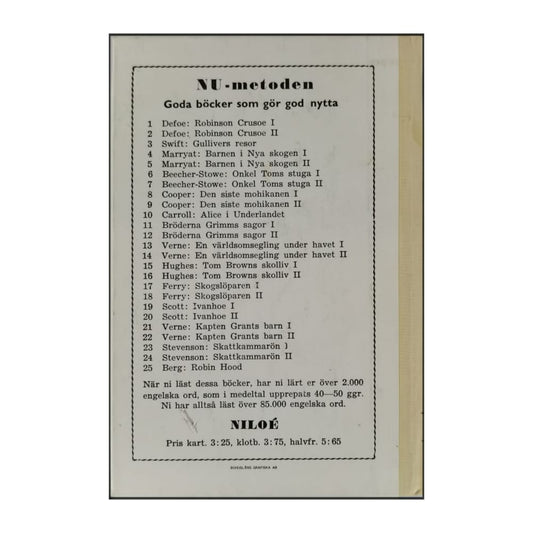 NU-metoden
Goda böcker som gör god nytta
1 Defoe: Robinson Crusoe I
2 Defoe: Robinson Crusoe II
3 Swift: Gullivers resor
4 Marryat: Barnen i Nya skogen I
5 Marryat: Barnen i Nya skogen II
6 Beecher-Stowe: Onkel Toms stuga I
7 Beecher-Stowe: Onkel Toms stuga II
8 Cooper: Den siste mohikanen I
9 Cooper: Den siste mohikanen II
10 Carroll: Alice i Underlandet
11 Bröderna Grimms sagor I
12 Bröderna Grimms sagor II
13 Verne: En världsomsegling under havet I
14 Verne: En världsomsegling under havet II
15 Hughes: Tom Browns skolliv I
16 Hughes: Tom Browns skolliv II
17 Ferry: Skogslöparen I
18 Ferry: Skogslöparen II
19 Scott: Ivanhoe I
20 Scott: Ivanhoe II
21 Verne: Kapten Grants barn I
22 Verne: Kapten Grants barn II
23 Stevenson: Skattkammarön I
24 Stevenson: Skattkammarön II
25 Berg: Robin Hood
När ni läst dessa böcker, har ni lärt er över 2.000
engelska ord, som i medeltal upprepats 40—50 ggr.
Ni har alltså läst över 85.000 engelska ord.
NILOÉ
Pris kart. 3:25, klotb. 3:75, halvfr. 5:65
GRAFISKA AB